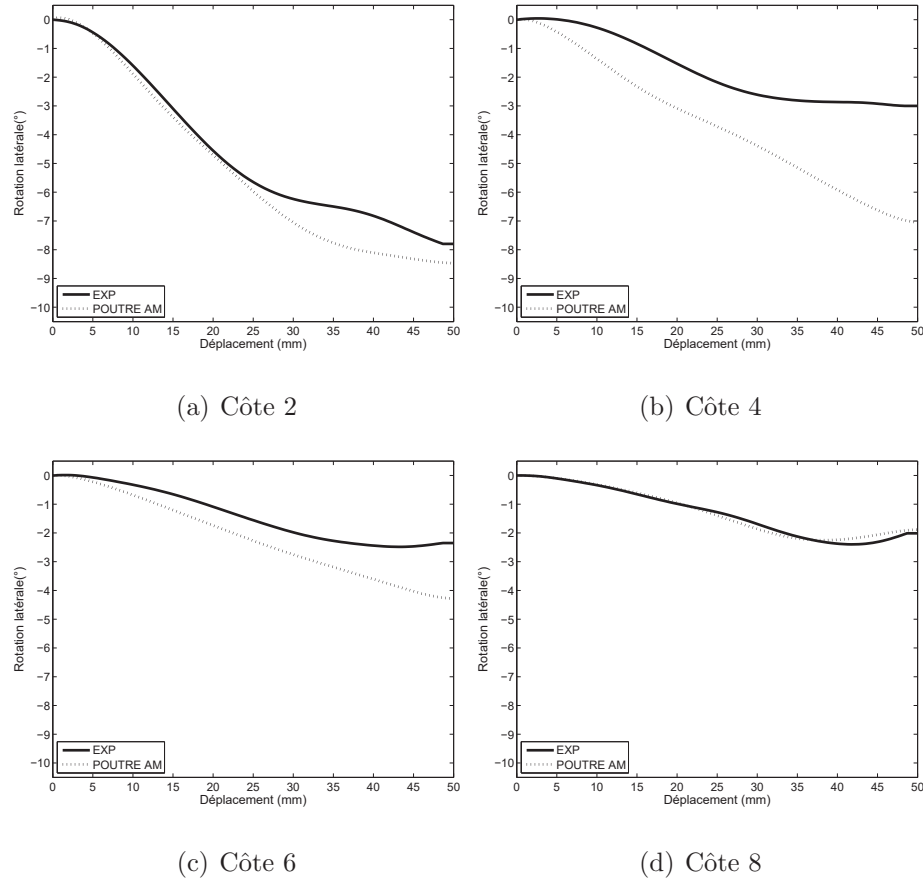 0
−1
−2
−3
−4
−5
−6
−7
−8
−9
−10
Rotation latérale(°)
EXP
POUTRE AM
0 5 10 15 20 25 30 35 40 45 50
Déplacement (mm)
(a) Côte 2
0
−1
−2
−3
−4
−5
−6
−7
−8
−9
−10
Rotation latérale(°)
EXP
POUTRE AM
0 5 10 15 20 25 30 35 40 45 50
Déplacement (mm)
(b) Côte 4
0
−1
−2
−3
−4
−5
−6
−7
−8
−9
−10
Rotation latérale(°)
EXP
POUTRE AM
0 5 10 15 20 25 30 35 40 45 50
Déplacement (mm)
(c) Côte 6
0
−1
−2
−3
−4
−5
−6
−7
−8
−9
−10
Rotation latérale(°)
EXP
POUTRE AM
0 5 10 15 20 25 30 35 40 45 50
Déplacement (mm)
(d) Côte 8